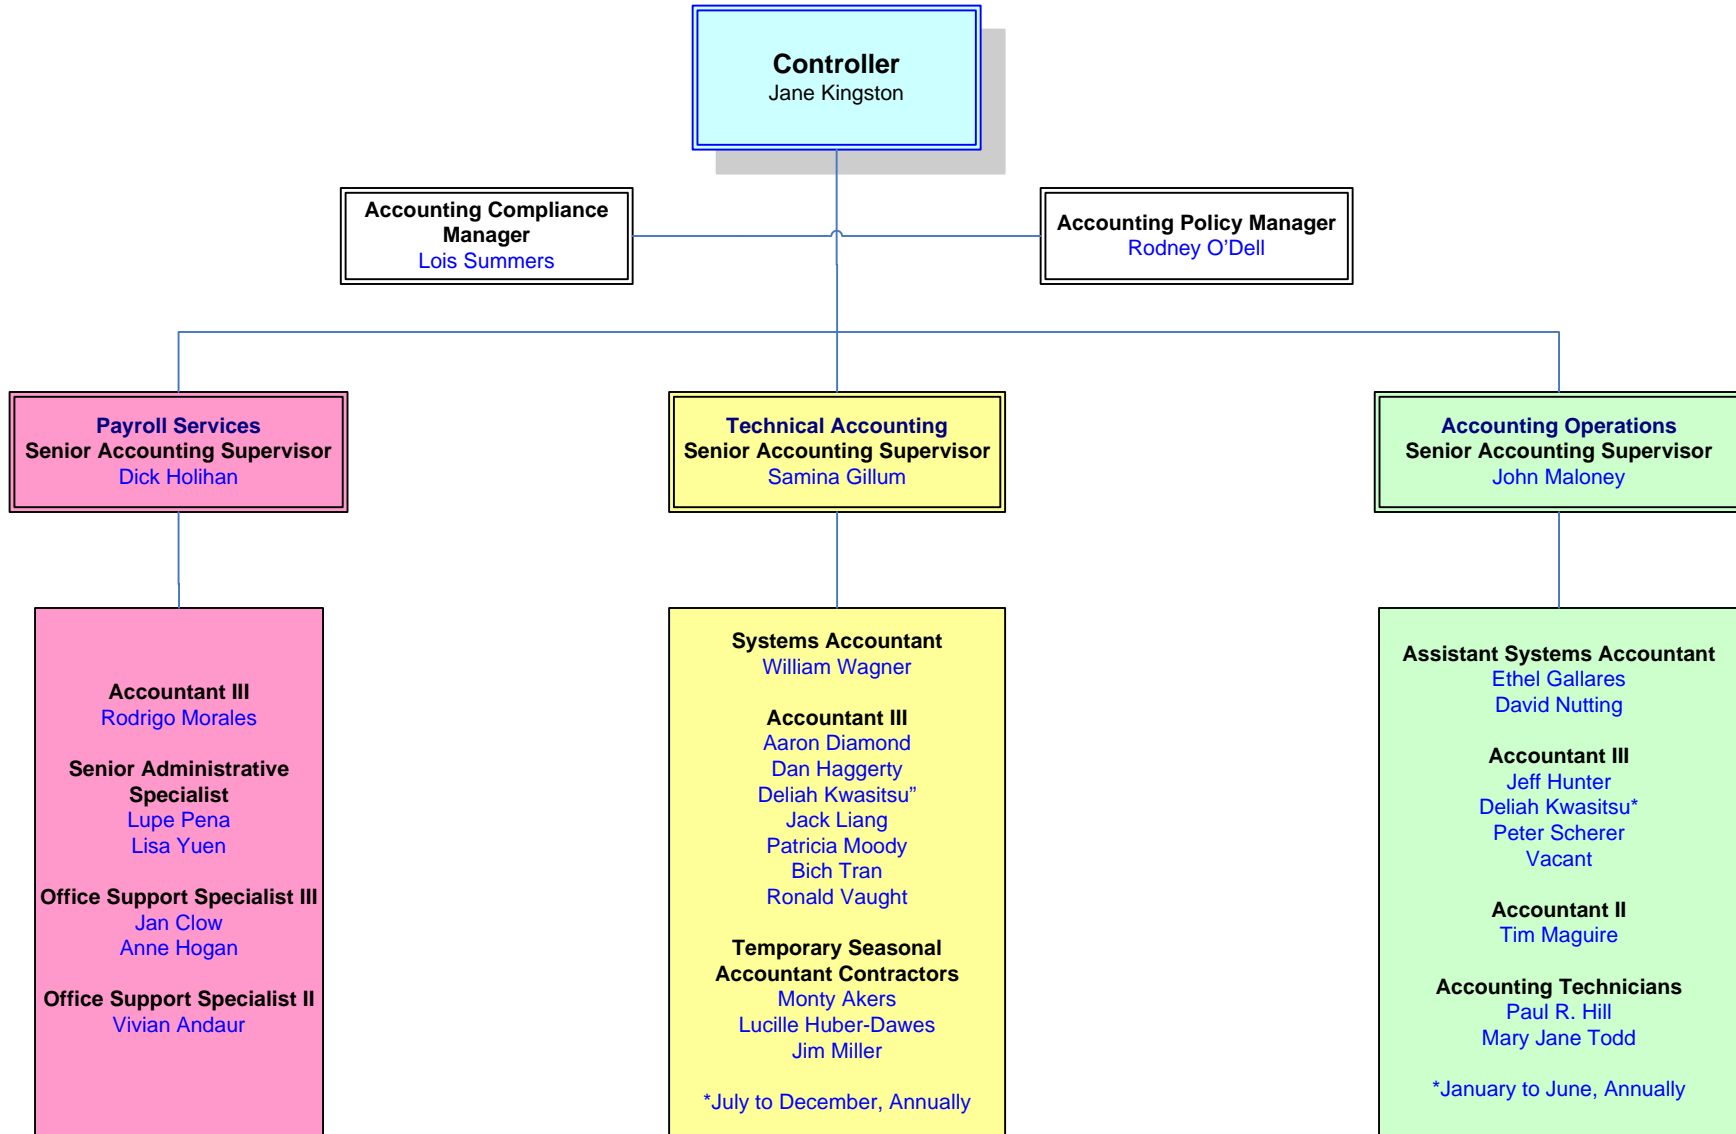 Controller
Jane Kingston
Accounting Compliance
Manager
Lois Summers
Accounting Policy Manager
Rodney O’Dell
Payroll Services
Senior Accounting Supervisor
Dick Holihan
Technical Accounting
Senior Accounting Supervisor
Samina Gillum
Accounting Operations
Senior Accounting Supervisor
John Maloney
Accountant III
Rodrigo Morales
Senior Administrative
Specialist
Lupe Pena
Lisa Yuen
Office Support Specialist III
Jan Clow
Anne Hogan
Office Support Specialist II
Vivian Andaur
Systems Accountant
William Wagner
Accountant III
Aaron Diamond
Dan Haggerty
Deliah Kwasitsu”
Jack Liang
Patricia Moody
Bich Tran
Ronald Vaught
Temporary Seasonal
Accountant Contractors
Monty Akers
Lucille Huber-Dawes
Jim Miller
*July to December, Annually
Assistant Systems Accountant
Ethel Gallares
David Nutting
Accountant III
Jeff Hunter
Deliah Kwasitsu*
Peter Scherer
Vacant
Accountant II
Tim Maguire
Accounting Technicians
Paul R. Hill
Mary Jane Todd
*January to June, Annually